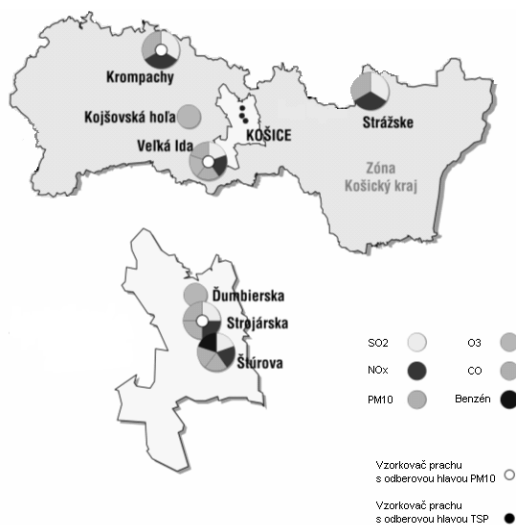 Krompachy
Kojšovská hoľa
KOŠICE
Strážske
Veľká Ida
Zóna
Košický kraj
Ďumbierska
Strojárska
Štúrova
SO2
O3
NOx
CO
PM10
Benzén
Vzorkovač prachu
s odberovou hlavou PM10
Vzorkovač prachu
s odberovou hlavou TSP